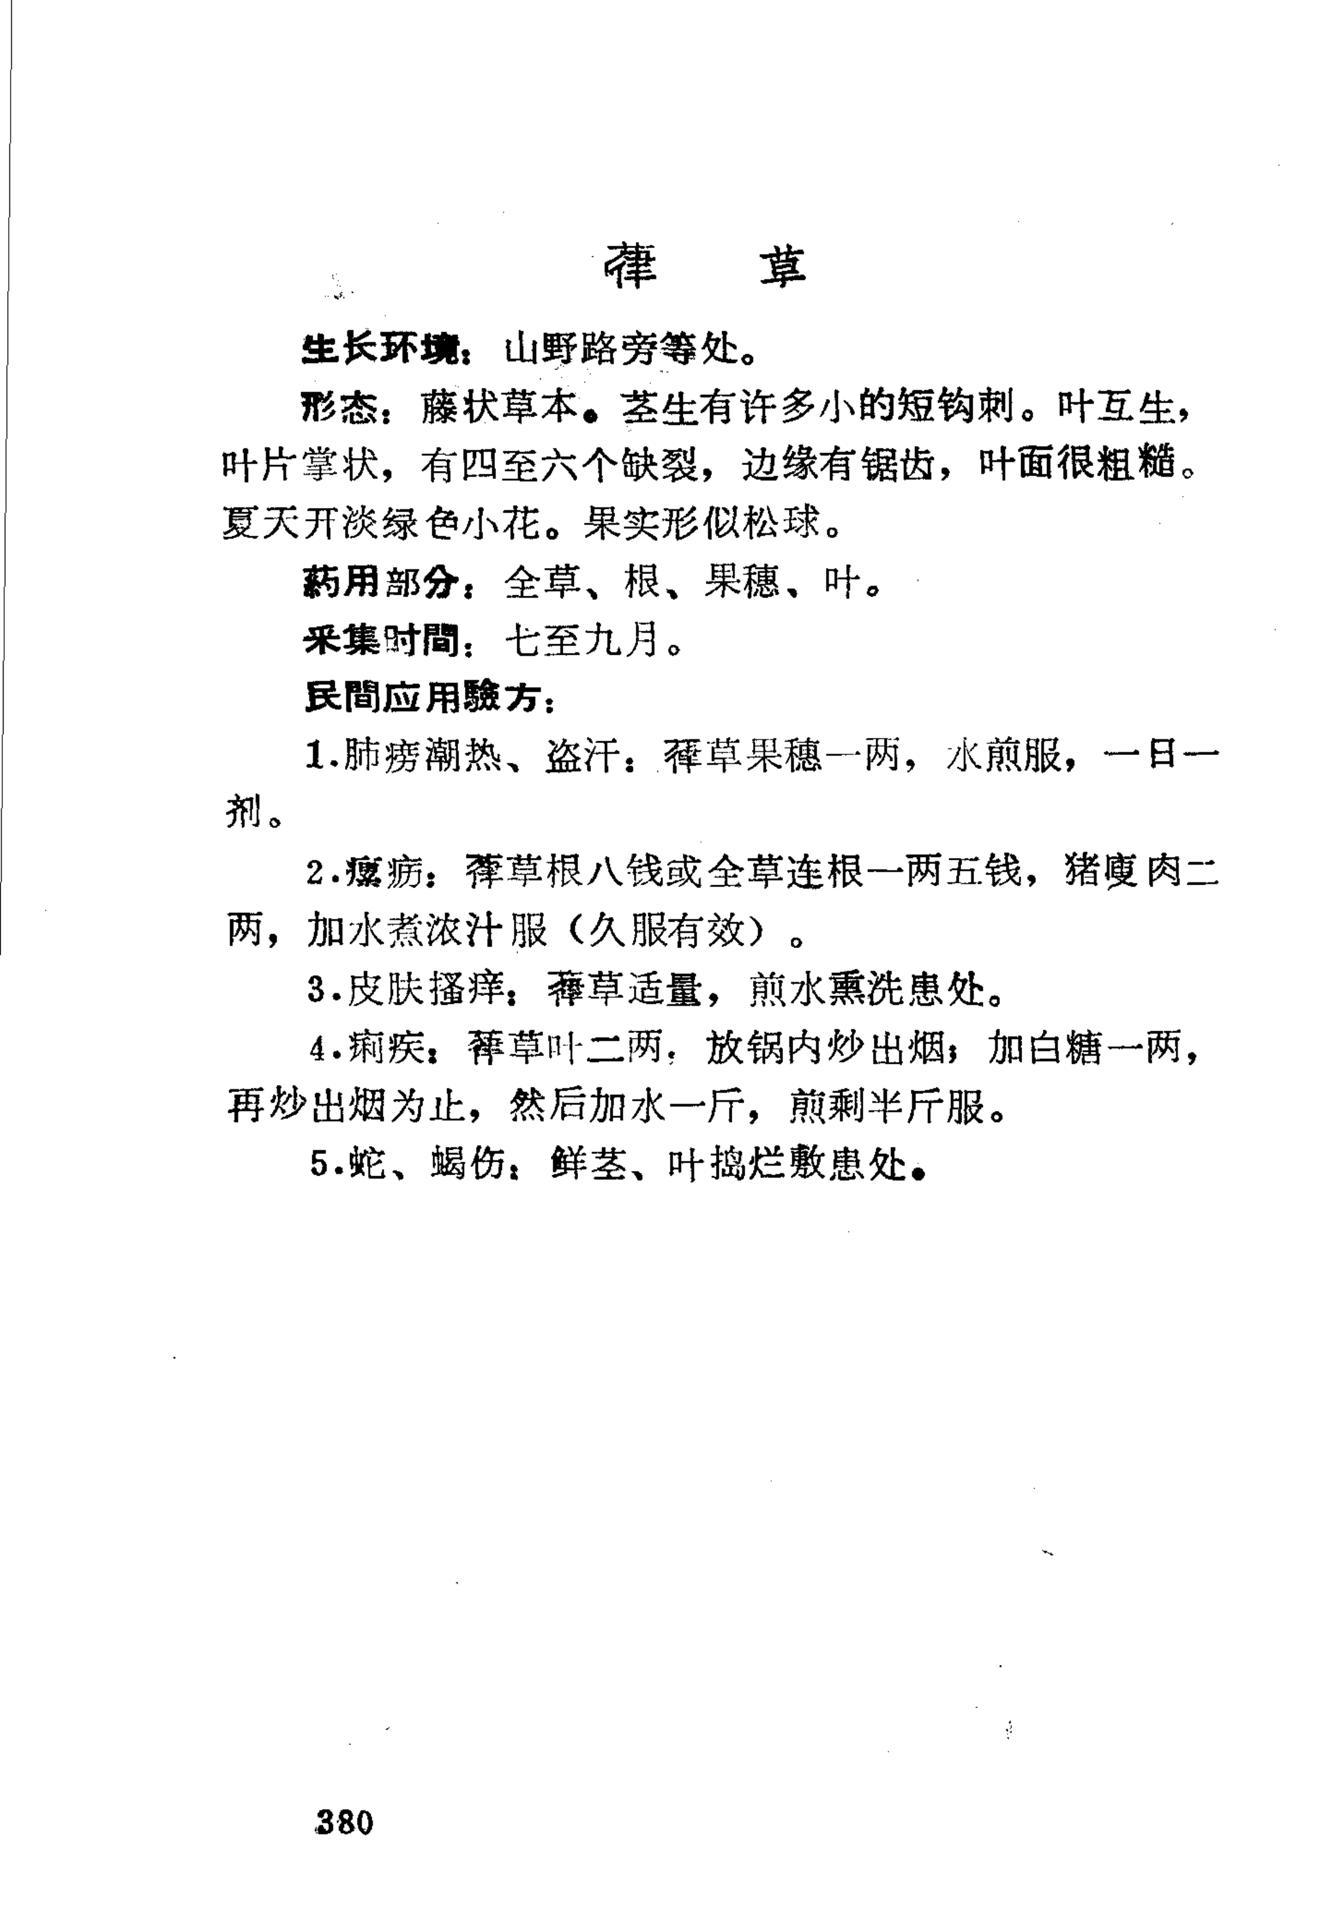 葎　草
生长环境：山野路旁等处。
形态：藤状草本。茎生有许多小的短钩刺。叶互生，
叶片掌状，有四至六个缺裂，边缘有锯齿，叶面很粗糙。
夏天开淡绿色小花。果实形似松球。
药用部分：全草、根、果穗、叶。
采集时間：七至九月。
民間应用驗方：
1.肺痨潮热、盗汗：葎草果穗一两，水煎服，一日一
剂。
2.瘰疬：葎草根八钱或全草连根一两五钱，猪瘦肉二
两，加水煮浓汁服（久服有效）。
3.皮肤搔痒：葎草适量，煎水熏洗患处。
4.痢疾：葎草叶二两，放锅内炒出烟；加白糖一两，
再炒出烟为止，然后加水一斤，煎剩半斤服。
5.蛇、蝎伤：鲜茎、叶捣烂敷患处。
380